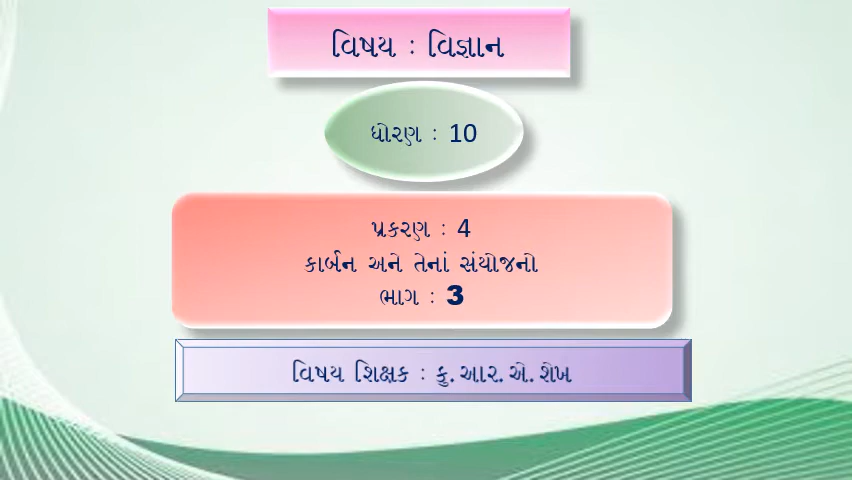 વિષય : વિજ્ઞાન
ધોરણ : 10
પ્રકરણ : 4
કાર્બન અને તેનાં સંયોજનો
ભાગ : 3
વિષય શિક્ષક : કુ. આર. એ. શેખ